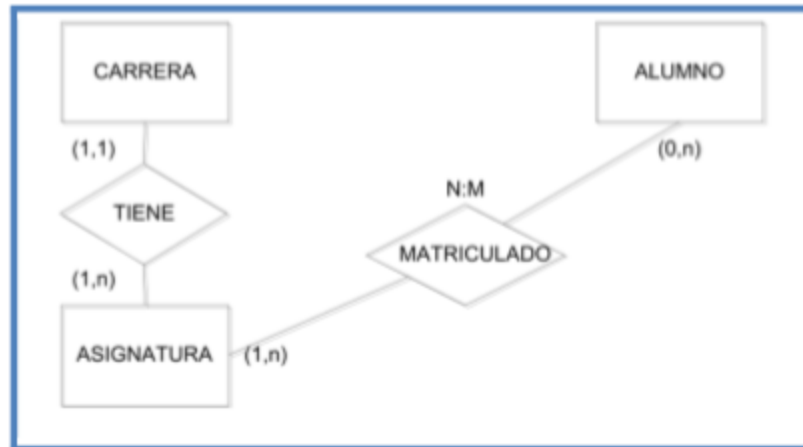 CARRERA
ALUMNO
(1,1)
(0,n)
N:M
TIENE
MATRICULADO
(1,n)
ASIGNATURA
(1,n)